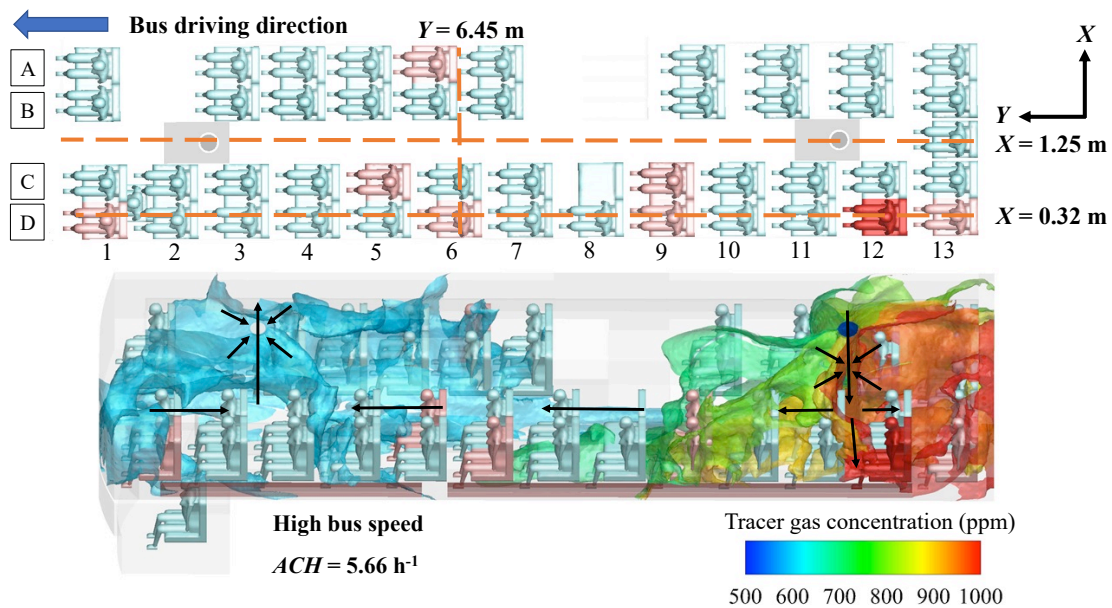 Bus driving direction
Y = 6.45 m
X
A
B
Y
X = 1.25 m
C
D
X = 0.32 m
1 2 3 4 5 6 7 8 9 10 11 12 13
High bus speed
ACH = 5.66 h⁻¹
Tracer gas concentration (ppm)
500 600 700 800 900 1000